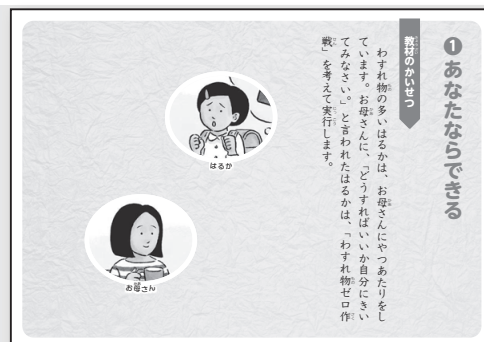 ❶あなたならできる
教材のかいせつ
わすれ物の多いはるかは、お母さんにやつあたりをし
ています。お母さんに、「どうすればいいか自分にきい
てみなさい。」と言われたはるかは、「わすれ物ゼロ作
戦」を考えて実行します。
はるか
お母さん